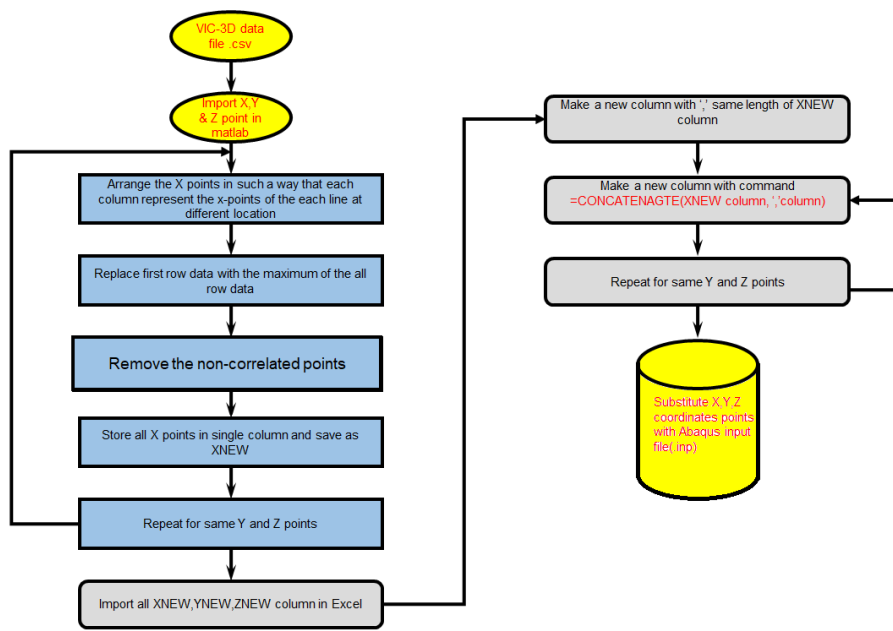 VIC-3D data
file .csv
Import X,Y
& Z point in
matlab
Arrange the X points in such a way that each
column represent the x-points of the each line at
different location
Replace first row data with the maximum of the all
row data
Remove the non-correlated points
Store all X points in single column and save as
XNEW
Repeat for same Y and Z points
Import all XNEW,YNEW,ZNEW column in Excel
Make a new column with ‘,’ same length of XNEW
column
Make a new column with command
=CONCATENAGTE(XNEW column, ‘,’column)
Repeat for same Y and Z points
Substitute X,Y,Z
coordinates points
with Abaqus input
file(.inp)